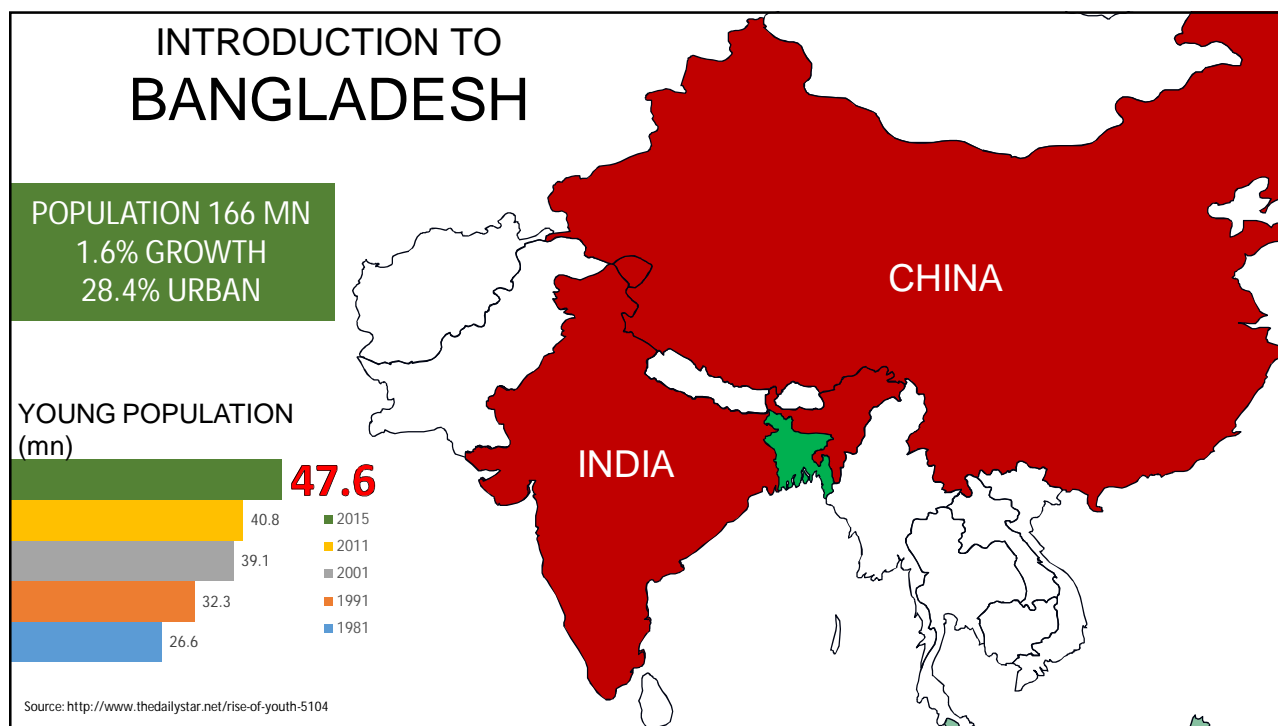 INTRODUCTION TO
BANGLADESH
POPULATION 166 MN
1.6% GROWTH
28.4% URBAN
CHINA
INDIA
YOUNG POPULATION
(mn)
47.6
40.8
39.1
32.3
26.6
2015
2011
2001
1991
1981
Source: http://www.thedailystar.net/rise-of-youth-5104